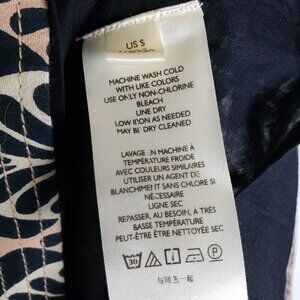 US S
MACHINE WASH COLD
WITH LIKE COLORS
USE ONLY NON-CHLORINE
BLEACH
LINE DRY
LOW IRON AS NEEDED
MAY BE DRY CLEANED
LAVAGE EN MACHINE À
TEMPÉRATURE FROIDE
AVEC COULEURS SIMILAIRES
UTILISER UN AGENT DE
BLANCHIMENT SANS CHLORE SI
NÉCESSAIRE
LIGNE SEC
REPASSER, AU BESOIN, À TRÈS
BASSE TEMPÉRATURE
PEUT-ÊTRE ÊTRE NETTOYÉE SEC
30
P